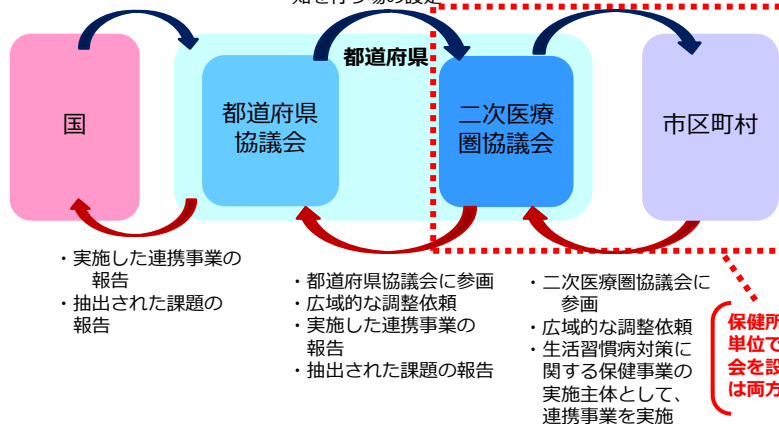 都道府県
国
都道府県
協議会
二次医療
圏協議会
市区町村
・実施した連携事業の
報告
・抽出された課題の
報告
・都道府県協議会に参画
・広域的な調整依頼
・実施した連携事業の
報告
・抽出された課題の報告
・二次医療圏協議会に
参画
・広域的な調整依頼
・生活習慣病対策に
関する保健事業の
実施主体として、
連携事業を実施
保健所
単位で
会を設
は両方